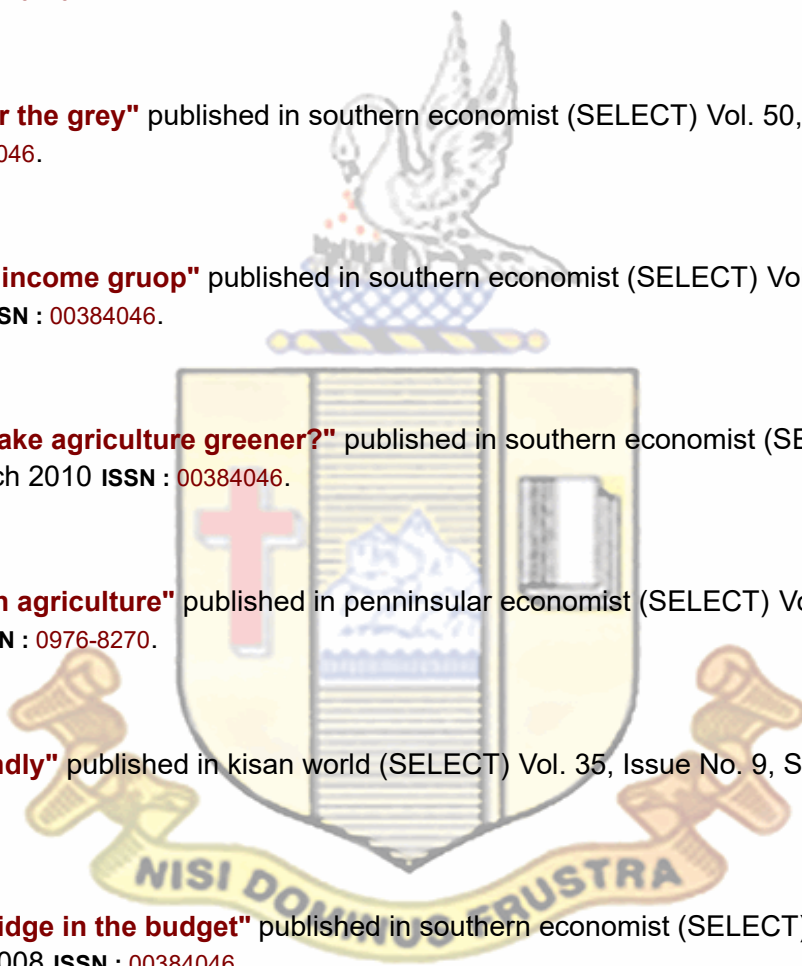 r the grey" published in southern economist (SELECT) Vol. 50,
046.
income gruop" published in southern economist (SELECT) Vo
SN : 00384046.
ake agriculture greener?" published in southern economist (SE
ch 2010 ISSN : 00384046.
n agriculture" published in penninsular economist (SELECT) Vo
N : 0976-8270.
ndly" published in kisan world (SELECT) Vol. 35, Issue No. 9, S
NISI DOMINUS FRUSTRA
idge in the budget" published in southern economist (SELECT)
2008 ISSN : 00384046